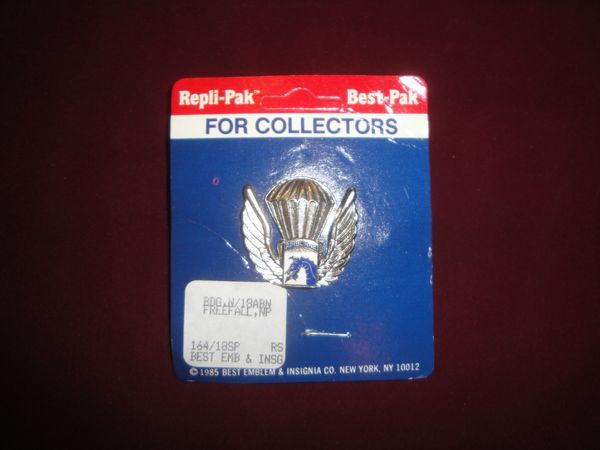 Repli-Pak™ Best-Pak
FOR COLLECTORS
AIRBORNE
BDG,W/18ABN
FREEFALL,NP
164/18SP RS
BEST EMB & INSG
© 1985 BEST EMBLEM & INSIGNIA CO. NEW YORK, NY 10012